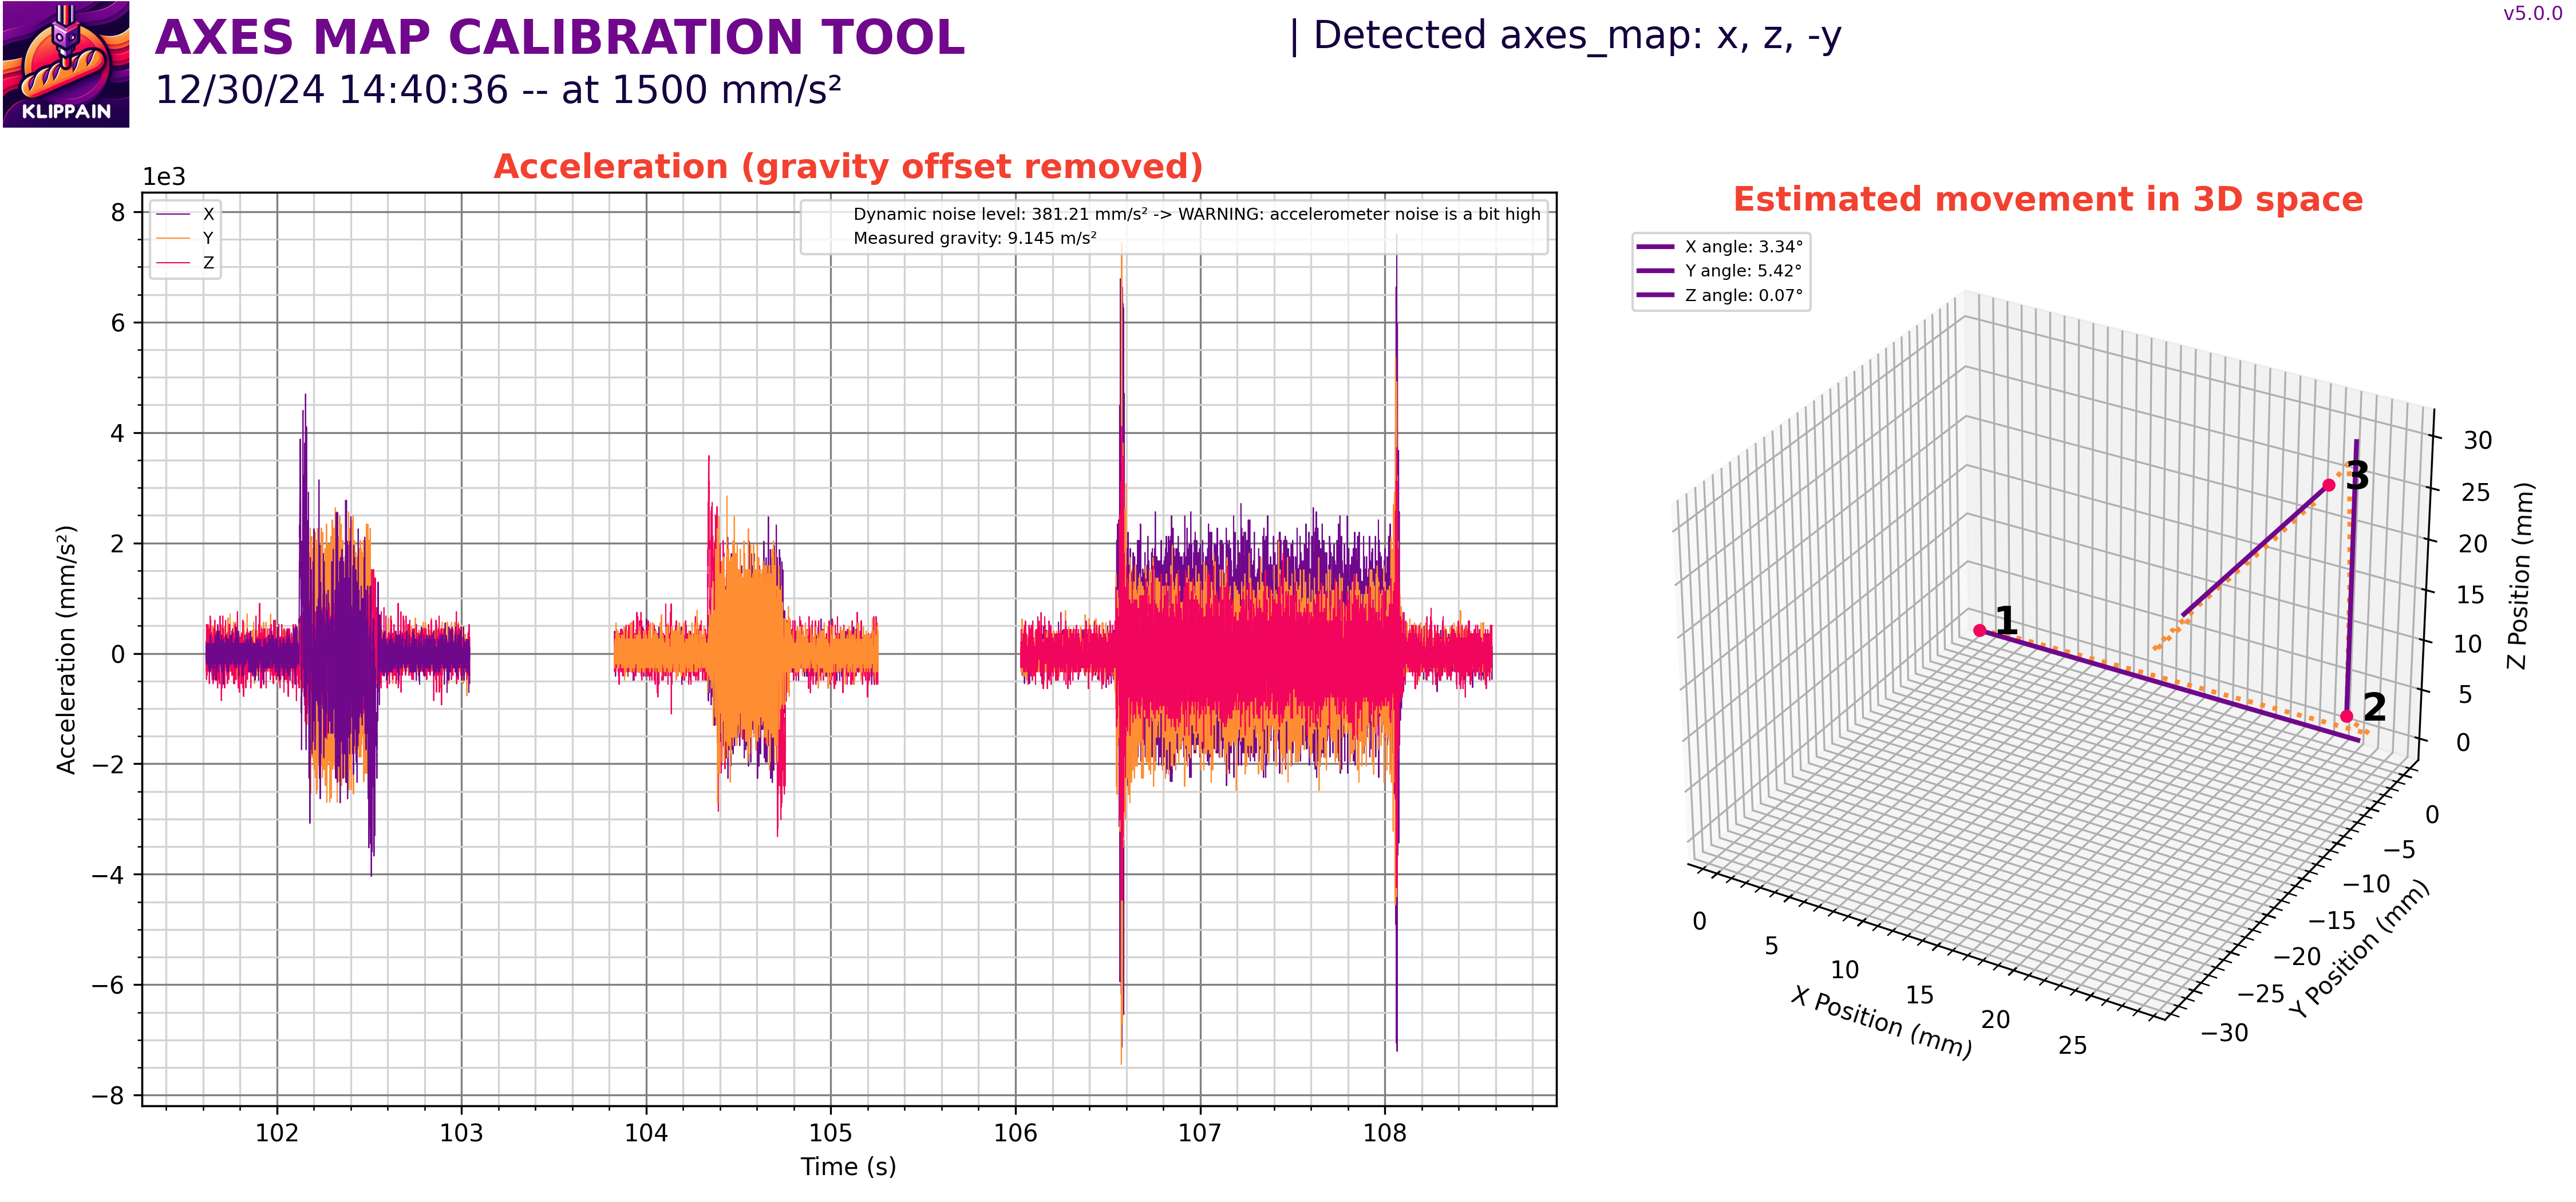 v5.0.0
AXES MAP CALIBRATION TOOL
| Detected axes_map: x, z, -y
12/30/24 14:40:36 -- at 1500 mm/s²
KLIPPAIN
Acceleration (gravity offset removed)
1e3
X
Y
Z
Dynamic noise level: 381.21 mm/s² -> WARNING: accelerometer noise is a bit high
Measured gravity: 9.145 m/s²
8
6
4
2
0
−2
−4
−6
−8
Acceleration (mm/s²)
102
103
104
105
106
107
108
Time (s)
Estimated movement in 3D space
X angle: 3.34°
Y angle: 5.42°
Z angle: 0.07°
1
2
3
30
25
20
15
10
5
0
Z Position (mm)
0
−5
−10
−15
−20
−25
−30
Y Position (mm)
0
5
10
15
20
25
X Position (mm)